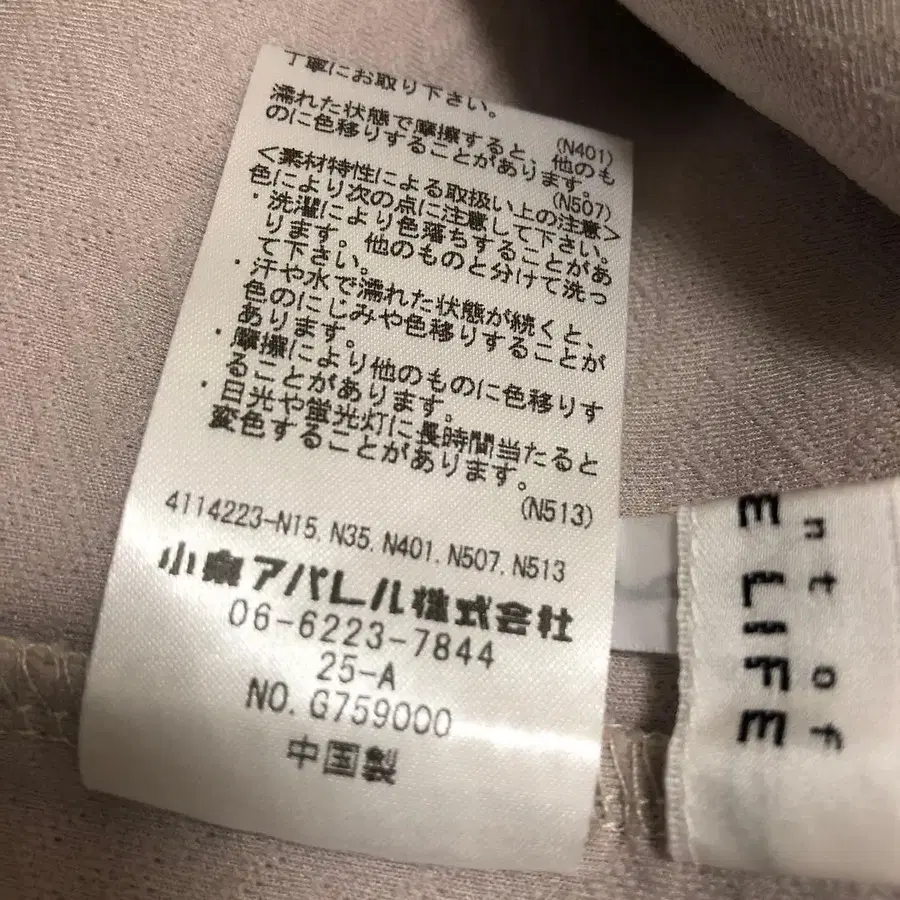 丁寧にお取り下さい。
(N401)
濡れた状態で摩擦すると、他のも
のに色移りすることがあります。
(N507)
<素材特性による取扱い上の注意>
色により次の点に注意して下さい。
・洗濯により色落ちすることがあ
ります。他のものと分けて洗っ
て下さい。
・汗や水で濡れた状態が続くと、
色のにじみや色移りすることが
あります。
・摩擦により他のものに色移りす
ることがあります。
・日光や蛍光灯に長時間当たると
変色することがあります。
(N513)
4114223-N15, N35, N401, N507, N513
小泉アパレル株式会社
06-6223-7844
25-A
NO. G759000
中国製
nt of
E LIFE